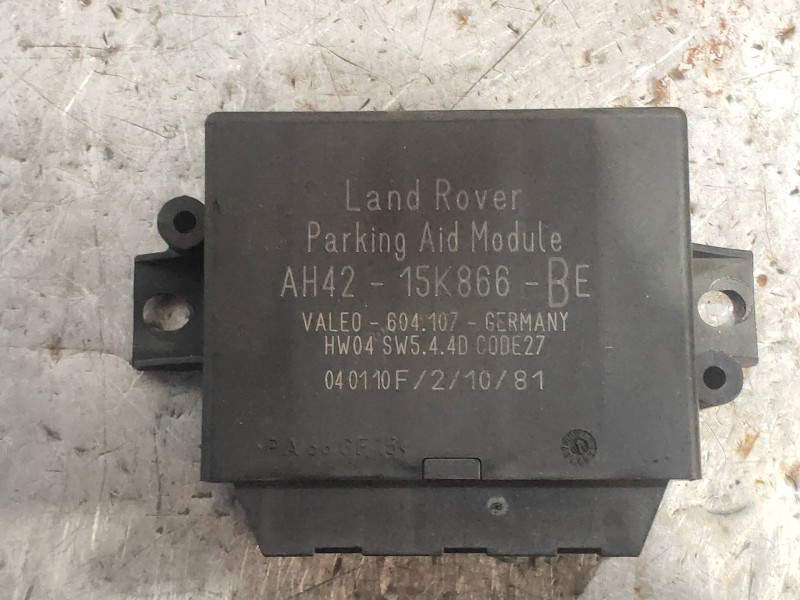 Land Rover
Parking Aid Module
AH42 - 15K866 - BE
VALEO - 604.107 - GERMANY
HW04 SW5.4.4D CODE27
040110F/2/10/81